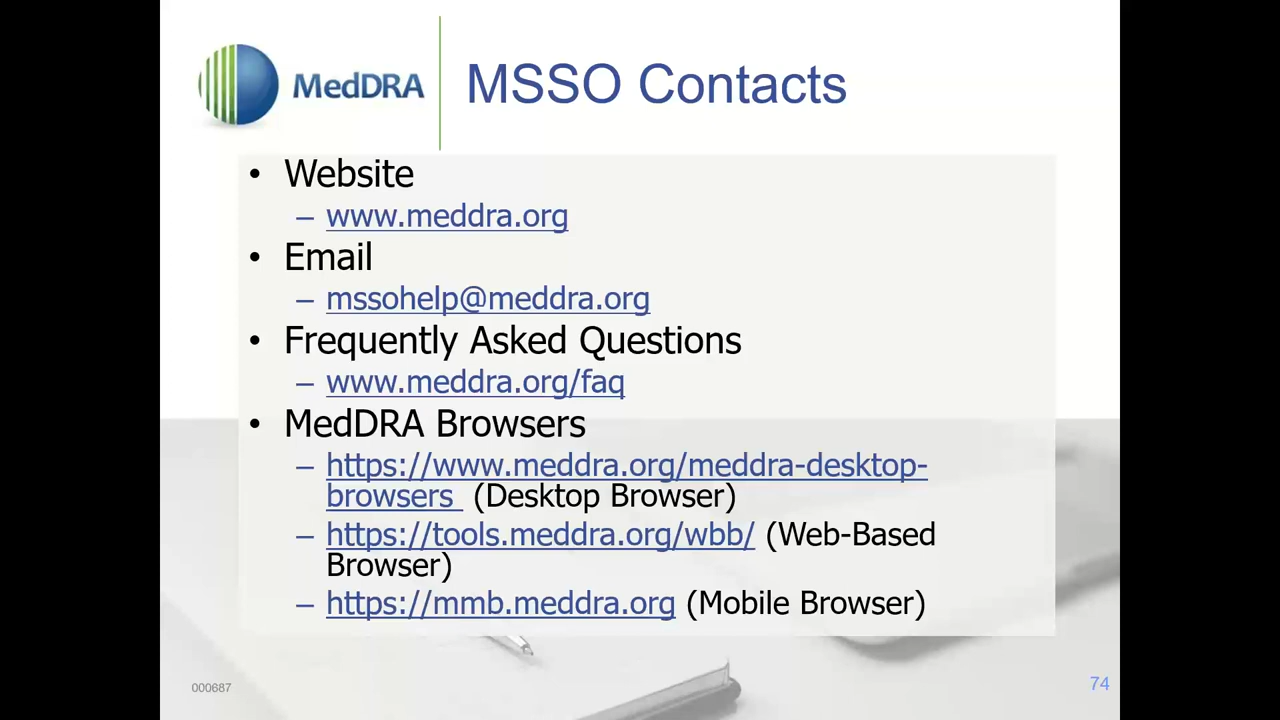 MedDRA
MSSO Contacts
• Website
– www.meddra.org
• Email
– mssohelp@meddra.org
• Frequently Asked Questions
– www.meddra.org/faq
• MedDRA Browsers
– https://www.meddra.org/meddra-desktop-
browsers (Desktop Browser)
– https://tools.meddra.org/wbb/ (Web-Based
Browser)
– https://mmb.meddra.org (Mobile Browser)
000687
74